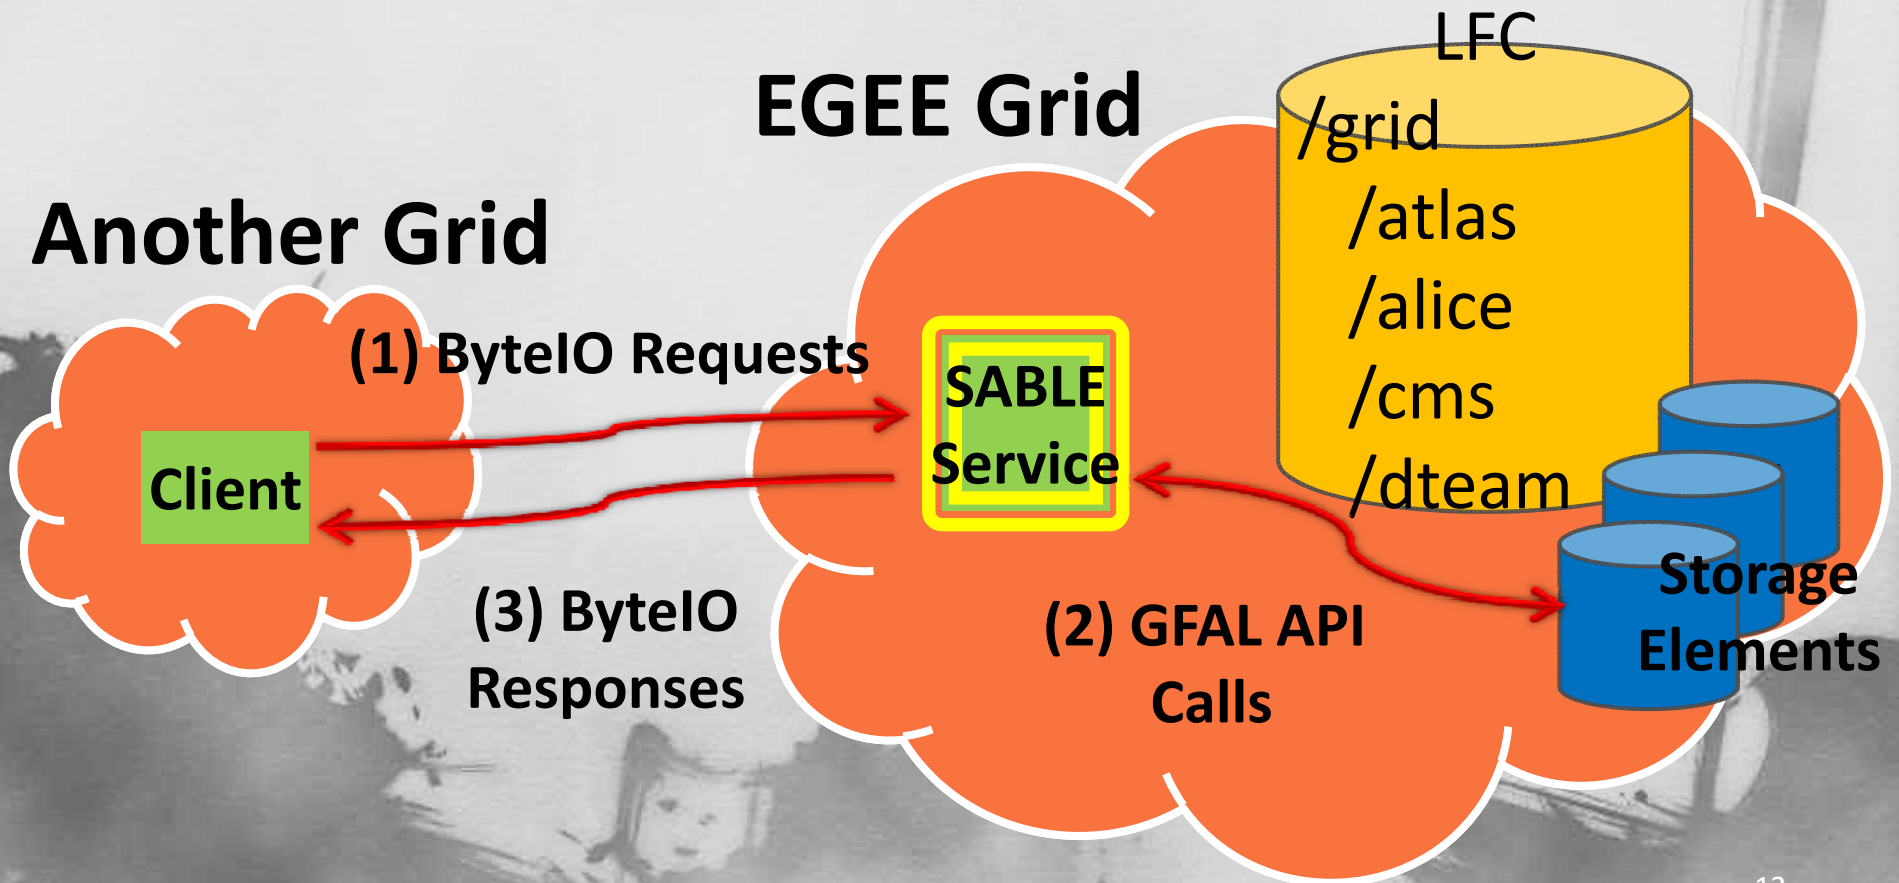 LFC
EGEE Grid
/grid
/atlas
/alice
/cms
/dteam
Another Grid
(1) ByteIO Requests
SABLE
Service
Client
(3) ByteIO
Responses
(2) GFAL API
Calls
Storage
Elements